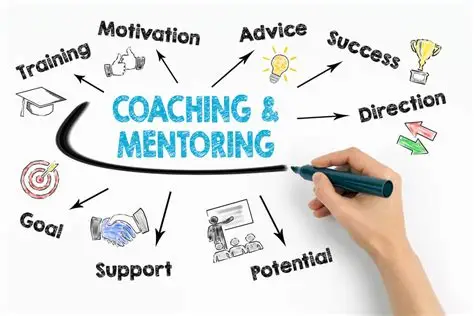 Motivation
Advice
Success
Training
COACHING &
MENTORING
Direction
Goal
Support
Potential